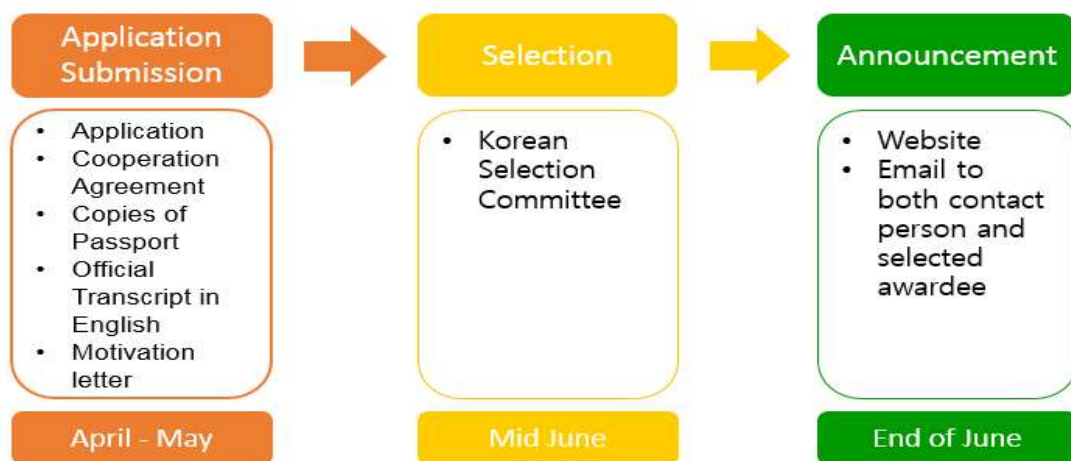 Application
Submission
• Application
• Cooperation
Agreement
• Copies of
Passport
• Official
Transcript in
English
• Motivation
letter
April - May
Selection
• Korean
Selection
Committee
Mid June
Announcement
• Website
• Email to
both contact
person and
selected
awardee
End of June